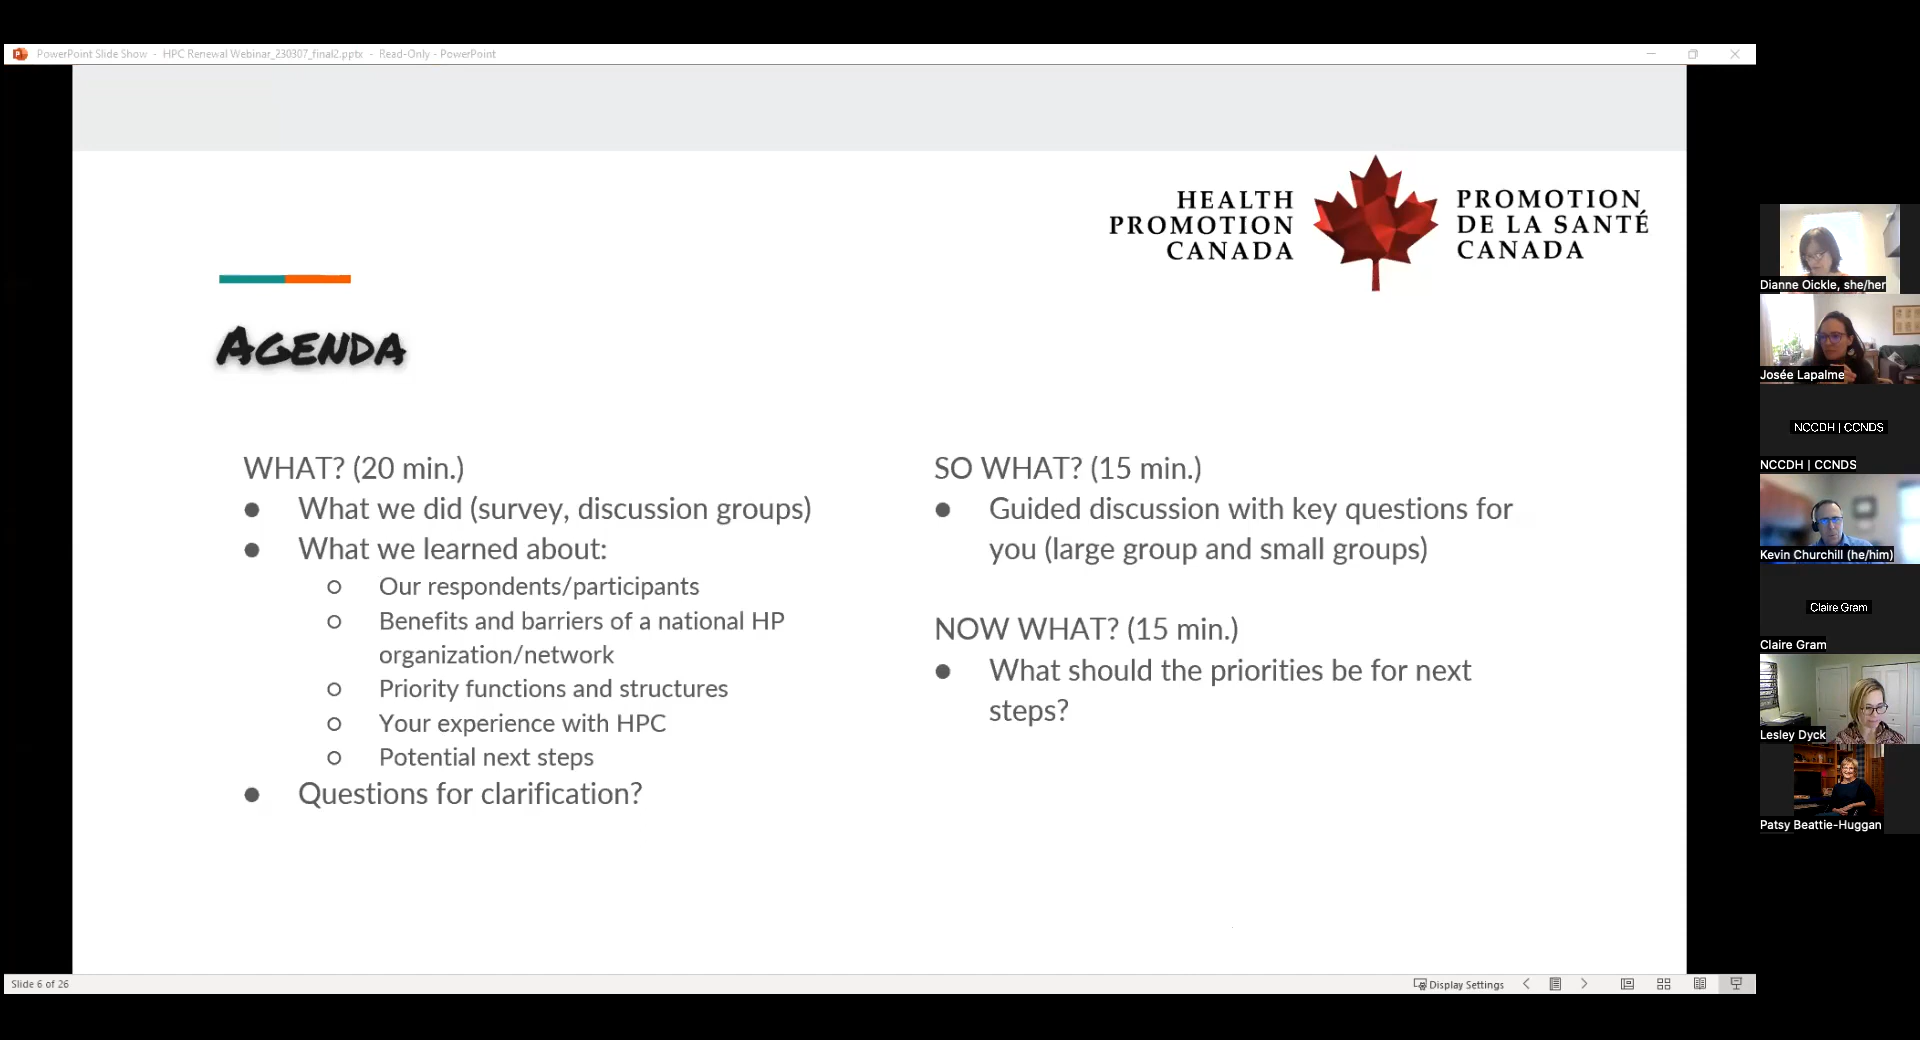 PowerPoint Slide Show - HPC Renewal Webinar_230307_final2.pptx - Read-Only - PowerPoint
HEALTH
PROMOTION
CANADA
PROMOTION
DE LA SANTÉ
CANADA
AGENDA
WHAT? (20 min.)
● What we did (survey, discussion groups)
● What we learned about:
○ Our respondents/participants
○ Benefits and barriers of a national HP
organization/network
○ Priority functions and structures
○ Your experience with HPC
○ Potential next steps
● Questions for clarification?
SO WHAT? (15 min.)
● Guided discussion with key questions for
you (large group and small groups)
NOW WHAT? (15 min.)
● What should the priorities be for next
steps?
Dianne Oickle, she/her
Josée Lapalme
NCCDH | CCNDS
NCCDH | CCNDS
Kevin Churchill (he/him)
Claire Gram
Claire Gram
Lesley Dyck
Patsy Beattie-Huggan
Slide 6 of 26
Display Settings